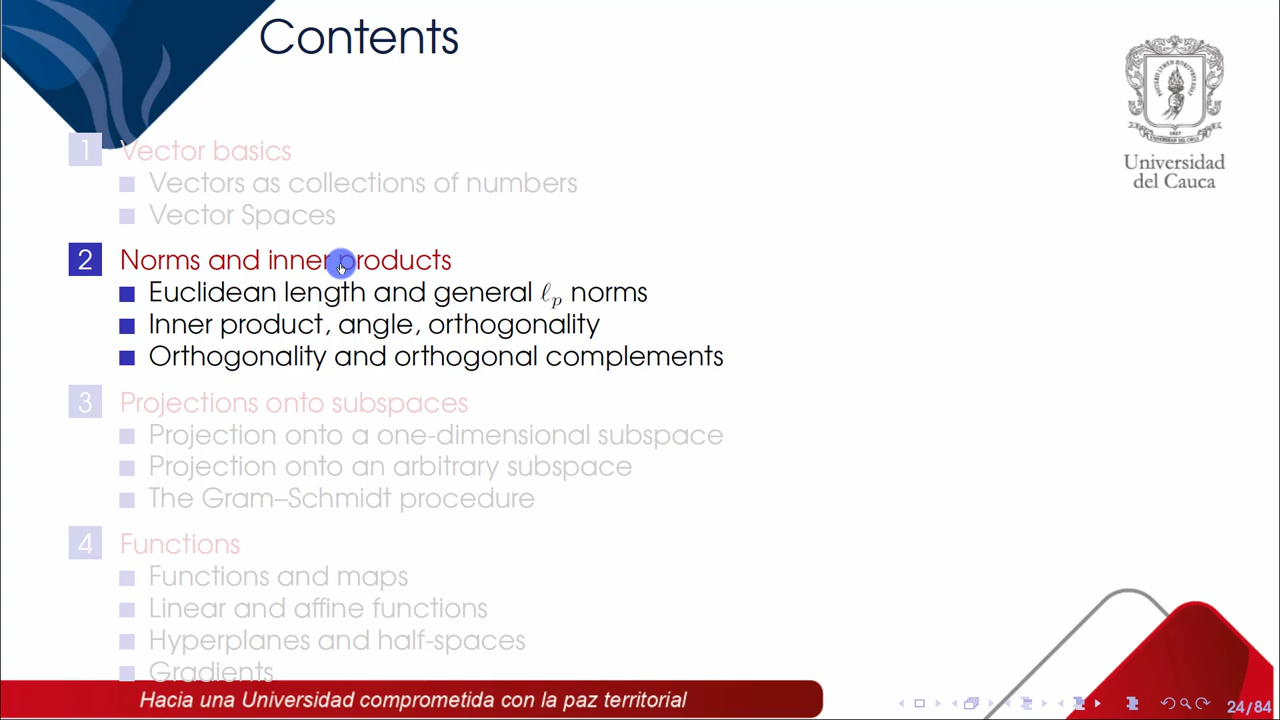 Contents
Universidad
del Cauca
1 Vector basics
Vectors as collections of numbers
Vector Spaces
2 Norms and inner products
Euclidean length and general ℓp norms
Inner product, angle, orthogonality
Orthogonality and orthogonal complements
3 Projections onto subspaces
Projection onto a one-dimensional subspace
Projection onto an arbitrary subspace
The Gram–Schmidt procedure
4 Functions
Functions and maps
Linear and affine functions
Hyperplanes and half-spaces
Gradients
Hacia una Universidad comprometida con la paz territorial
24/84